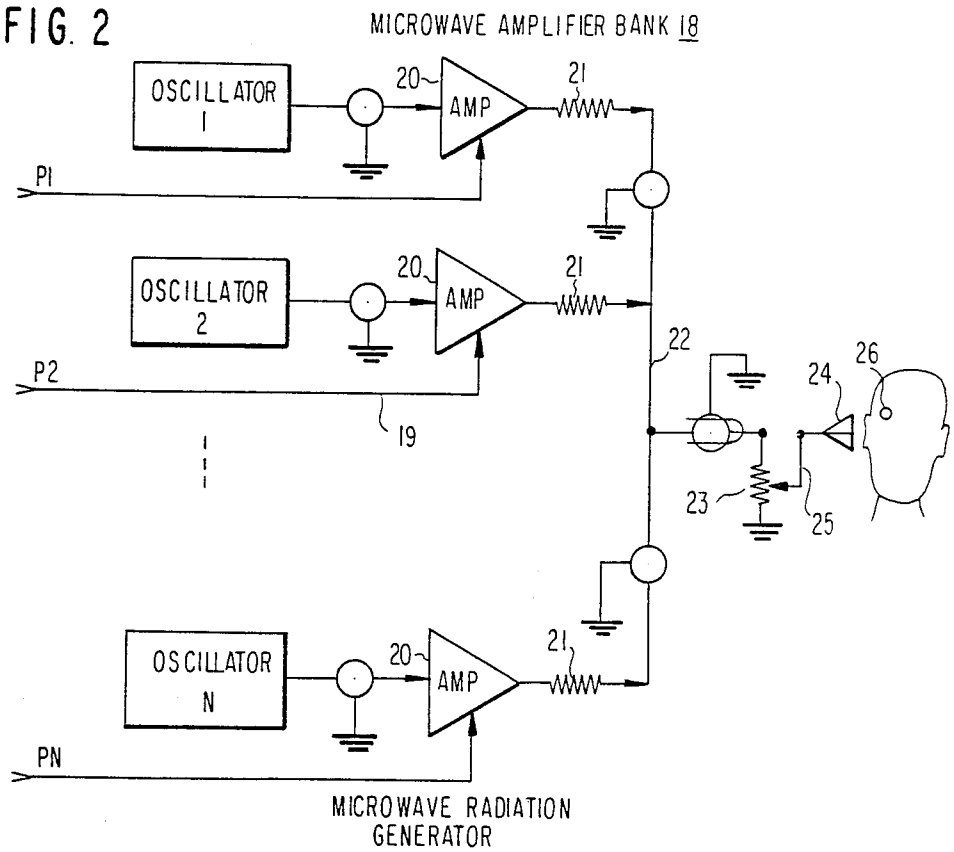 FIG. 2
MICROWAVE AMPLIFIER BANK 18
OSCILLATOR
1
20
AMP
21
P1
OSCILLATOR
2
20
AMP
21
P2
19
22
24
26
23
25
OSCILLATOR
N
20
AMP
21
PN
MICROWAVE RADIATION
GENERATOR